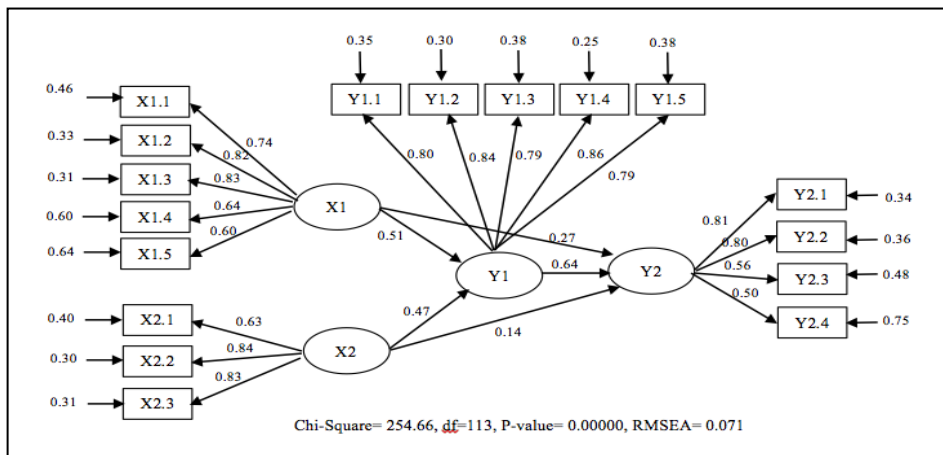 0.35 0.30 0.38 0.25 0.38
Y1.1 Y1.2 Y1.3 Y1.4 Y1.5
0.46 X1.1
0.33 X1.2
0.31 X1.3
0.60 X1.4
0.64 X1.5
0.74
0.82
0.83
0.64
0.60
0.80 0.84 0.79 0.86 0.79
X1
0.51
0.27
Y1
0.64
Y2
0.81
0.80
0.56
0.50
Y2.1 0.34
Y2.2 0.36
Y2.3 0.48
Y2.4 0.75
0.47
0.14
0.40 X2.1
0.30 X2.2
0.31 X2.3
0.63
0.84
0.83
X2
Chi-Square= 254.66, df=113, P-value= 0.00000, RMSEA= 0.071